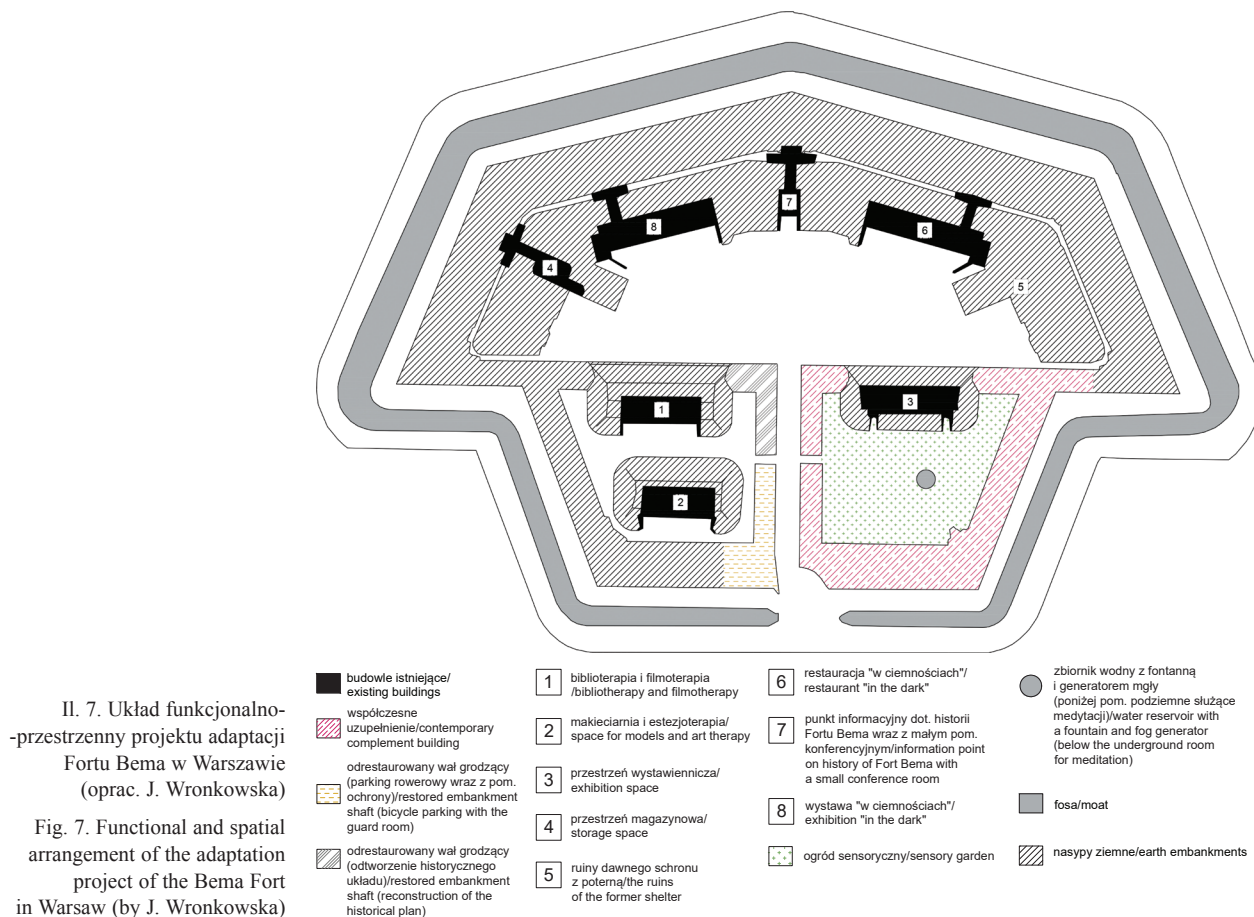 8
7
6
4
5
1
3
2
Il. 7. Układ funkcjonalno-
-przestrzenny projektu adaptacji
Fortu Bema w Warszawie
(oprac. J. Wronkowska)
Fig. 7. Functional and spatial
arrangement of the adaptation
project of the Bema Fort
in Warsaw (by J. Wronkowska)
budowle istniejące/
existing buildings
współczesne
uzupełnienie/contemporary
complement building
odrestaurowany wał grodzący
(parking rowerowy wraz z pom.
ochrony)/restored embankment
shaft (bicycle parking with the
guard room)
odrestaurowany wał grodzący
(odtworzenie historycznego
układu)/restored embankment
shaft (reconstruction of the
historical plan)
1 biblioterapia i filmoterapia
/bibliotherapy and filmotherapy
2 makieciarnia i estezjoterapia/
space for models and art therapy
3 przestrzeń wystawiennicza/
exhibition space
4 przestrzeń magazynowa/
storage space
5 ruiny dawnego schronu
z poterną/the ruins
of the former shelter
6 restauracja "w ciemnościach"/
restaurant "in the dark"
7 punkt informacyjny dot. historii
Fortu Bema wraz z małym pom.
konferencyjnym/information point
on history of Fort Bema with
a small conference room
8 wystawa "w ciemnościach"/
exhibition "in the dark"
ogród sensoryczny/sensory garden
zbiornik wodny z fontanną
i generatorem mgły
(poniżej pom. podziemne służące
medytacji)/water reservoir with
a fountain and fog generator
(below the underground room
for meditation)
fosa/moat
nasypy ziemne/earth embankments